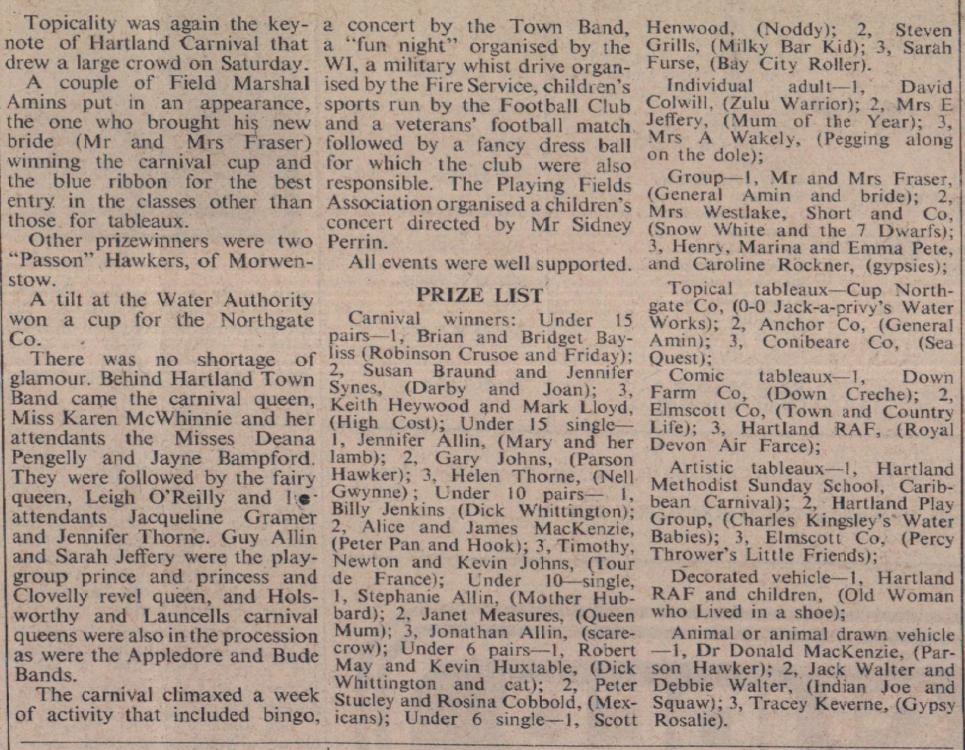 Topicality was again the key-
note of Hartland Carnival that
drew a large crowd on Saturday.
A couple of Field Marshal
Amins put in an appearance,
the one who brought his new
bride (Mr and Mrs Fraser)
winning the carnival cup and
the blue ribbon for the best
entry in the classes other than
those for tableaux.
Other prizewinners were two
"Passon" Hawkers, of Morwen-
stow.
A tilt at the Water Authority
won a cup for the Northgate
Co.
There was no shortage of
glamour. Behind Hartland Town
Band came the carnival queen,
Miss Karen McWhinnie and her
attendants the Misses Deana
Pengelly and Jayne Bampford.
They were followed by the fairy
queen, Leigh O'Reilly and
attendants Jacqueline Gramer
and Jennifer Thorne. Guy Allin
and Sarah Jeffery were the play-
group prince and princess and
Clovelly revel queen, and Hols-
worthy and Launcells carnival
queens were also in the procession
as were the Appledore and Bude
Bands.
The carnival climaxed a week
of activity that included bingo,
a concert by the Town Band,
a "fun night" organised by the
WI, a military whist drive organ-
ised by the Fire Service, children's
sports run by the Football Club
and a veterans' football match
followed by a fancy dress ball
for which the club were also
responsible. The Playing Fields
Association organised a children's
concert directed by Mr Sidney
Perrin.
All events were well supported.
PRIZE LIST
Carnival winners: Under 15
pairs—1, Brian and Bridget Bay-
liss (Robinson Crusoe and Friday);
2, Susan Braund and Jennifer
Synes, (Darby and Joan); 3,
Keith Heywood and Mark Lloyd,
(High Cost); Under 15 single—
1, Jennifer Allin, (Mary and her
lamb); 2, Gary Johns, (Parson
Hawker); 3, Helen Thorne, (Nell
Gwynne); Under 10 pairs— 1,
Billy Jenkins (Dick Whittington);
2, Alice and James MacKenzie,
(Peter Pan and Hook); 3, Timothy,
Newton and Kevin Johns, (Tour
de France); Under 10—single,
1, Stephanie Allin, (Mother Hub-
bard); 2, Janet Measures, (Queen
Mum); 3, Jonathan Allin, (scare-
crow); Under 6 pairs—1, Robert
May and Kevin Huxtable, (Dick
Whittington and cat); 2, Peter
Stucley and Rosina Cobbold, (Mex-
icans); Under 6 single—1, Scott
Henwood, (Noddy); 2, Steven
Grills, (Milky Bar Kid); 3, Sarah
Furse, (Bay City Roller).
Individual adult—1, David
Colwill, (Zulu Warrior); 2, Mrs E
Jeffery, (Mum of the Year); 3,
Mrs A Wakely, (Pegging along
on the dole);
Group—1, Mr and Mrs Fraser,
(General Amin and bride); 2,
Mrs Westlake, Short and Co,
(Snow White and the 7 Dwarfs);
3, Henry, Marina and Emma Pete,
and Caroline Rockner, (gypsies);
Topical tableaux—Cup North-
gate Co, (0-0 Jack-a-privy's Water
Works); 2, Anchor Co, (General
Amin); 3, Conibeare Co, (Sea
Quest);
Comic tableaux—1, Down
Farm Co, (Down Creche); 2,
Elmscott Co, (Town and Country
Life); 3, Hartland RAF, (Royal
Devon Air Farce);
Artistic tableaux—1, Hartland
Methodist Sunday School, Carib-
bean Carnival); 2, Hartland Play
Group, (Charles Kingsley's Water
Babies); 3, Elmscott Co, (Percy
Thrower's Little Friends);
Decorated vehicle—1, Hartland
RAF and children, (Old Woman
who Lived in a shoe);
Animal or animal drawn vehicle
—1, Dr Donald MacKenzie, (Par-
son Hawker); 2, Jack Walter and
Debbie Walter, (Indian Joe and
Squaw); 3, Tracey Keverne, (Gypsy
Rosalie).